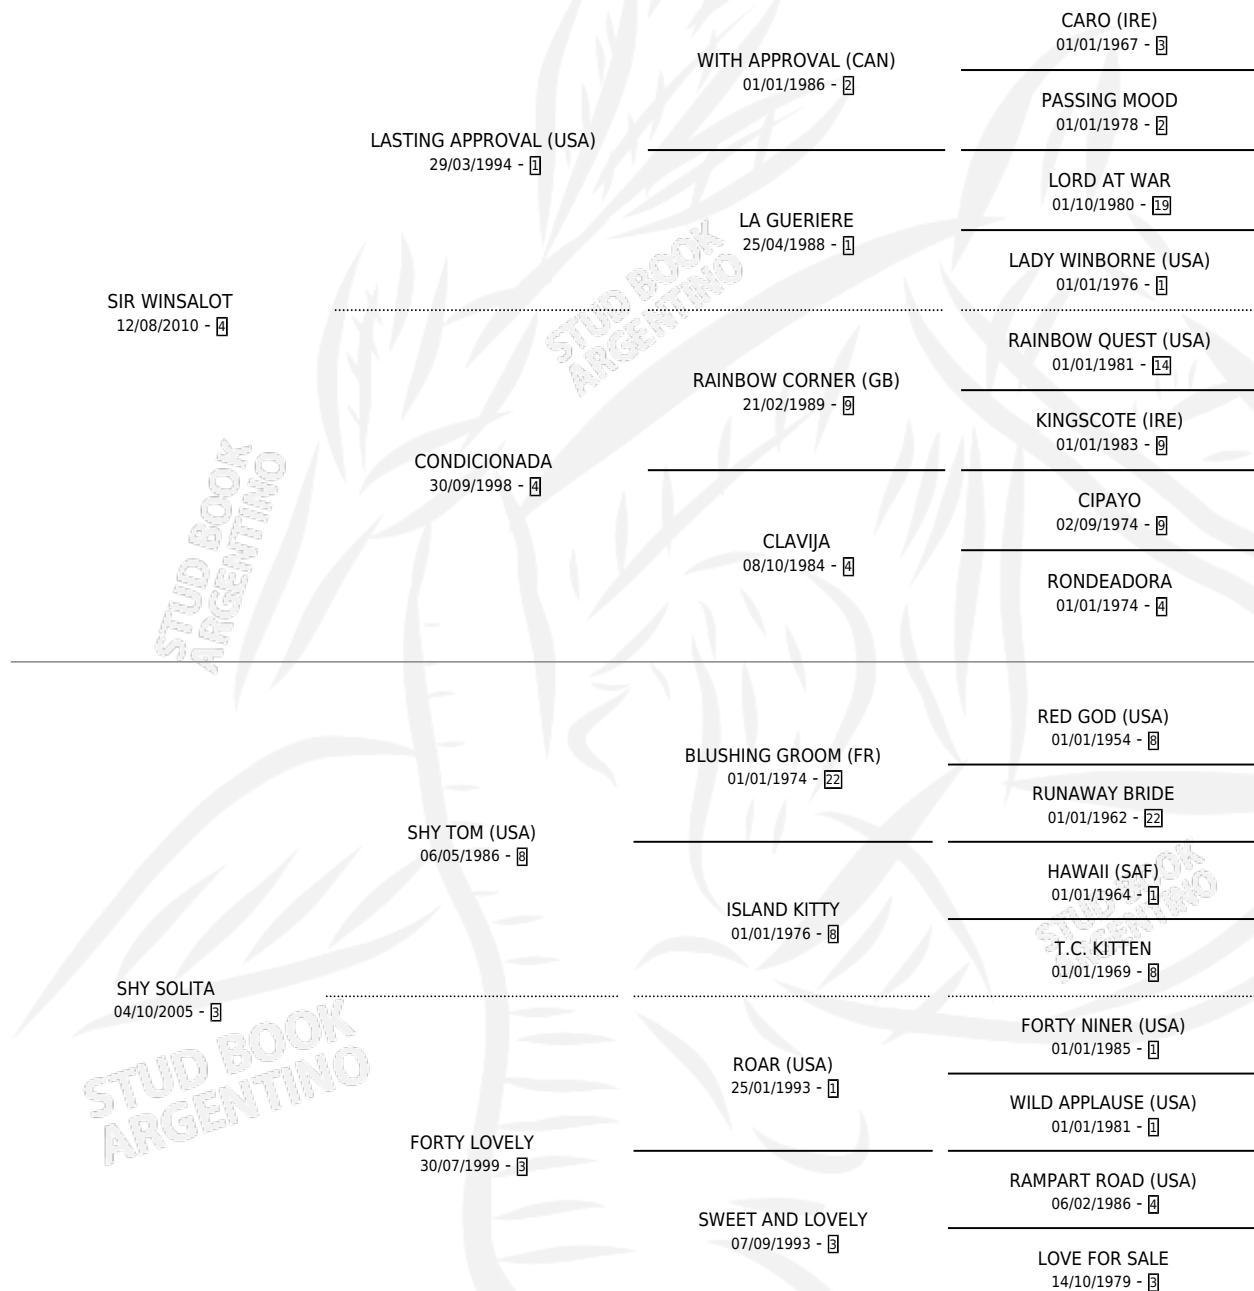 CARO (IRE)
01/01/1967 - 3
WITH APPROVAL (CAN)
01/01/1986 - 2
PASSING MOOD
01/01/1978 - 2
LASTING APPROVAL (USA)
29/03/1994 - 1
LORD AT WAR
01/10/1980 - 19
LA GUERIERE
25/04/1988 - 1
LADY WINBORNE (USA)
01/01/1976 - 1
SIR WINSALOT
12/08/2010 - 4
RAINBOW QUEST (USA)
01/01/1981 - 14
RAINBOW CORNER (GB)
21/02/1989 - 9
KINGSCOTE (IRE)
01/01/1983 - 9
CONDICIONADA
30/09/1998 - 4
CIPAYO
02/09/1974 - 9
CLAVIJA
08/10/1984 - 4
RONDEADORA
01/01/1974 - 4
RED GOD (USA)
01/01/1954 - 8
BLUSHING GROOM (FR)
01/01/1974 - 22
RUNAWAY BRIDE
01/01/1962 - 22
SHY TOM (USA)
06/05/1986 - 8
HAWAII (SAF)
01/01/1964 - 1
ISLAND KITTY
01/01/1976 - 8
T.C. KITTEN
01/01/1969 - 8
SHY SOLITA
04/10/2005 - 3
FORTY NINER (USA)
01/01/1985 - 1
ROAR (USA)
25/01/1993 - 1
WILD APPLAUSE (USA)
01/01/1981 - 1
FORTY LOVELY
30/07/1999 - 3
RAMPART ROAD (USA)
06/02/1986 - 4
SWEET AND LOVELY
07/09/1993 - 3
LOVE FOR SALE
14/10/1979 - 3
STUD BOOK
ARGENTINO
STUD BOOK
ARGENTINO
STUD BOOK
ARGENTINO
STUD BOOK
ARGENTINO